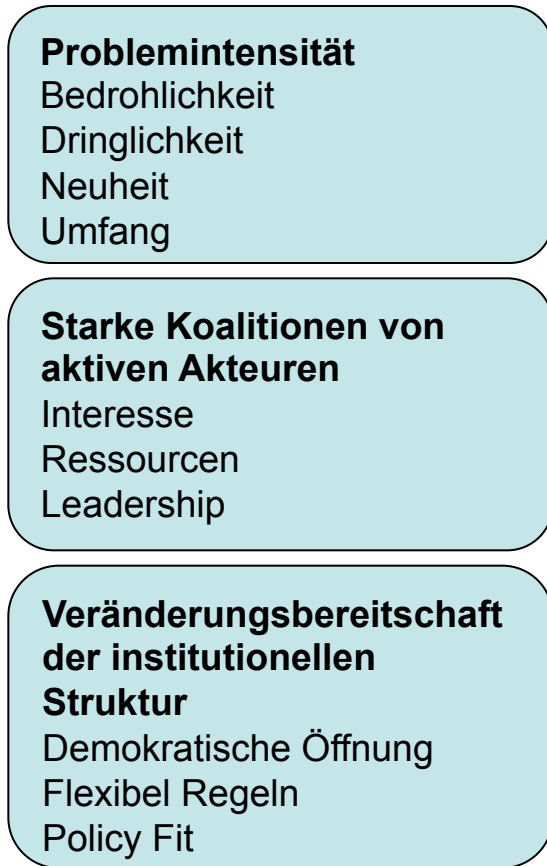 Problemintensität
Bedrohlichkeit
Dringlichkeit
Neuheit
Umfang
Starke Koalitionen von
aktiven Akteuren
Interesse
Ressourcen
Leadership
Veränderungsbereitschaft
der institutionellen
Struktur
Demokratische Öffnung
Flexibel Regeln
Policy Fit